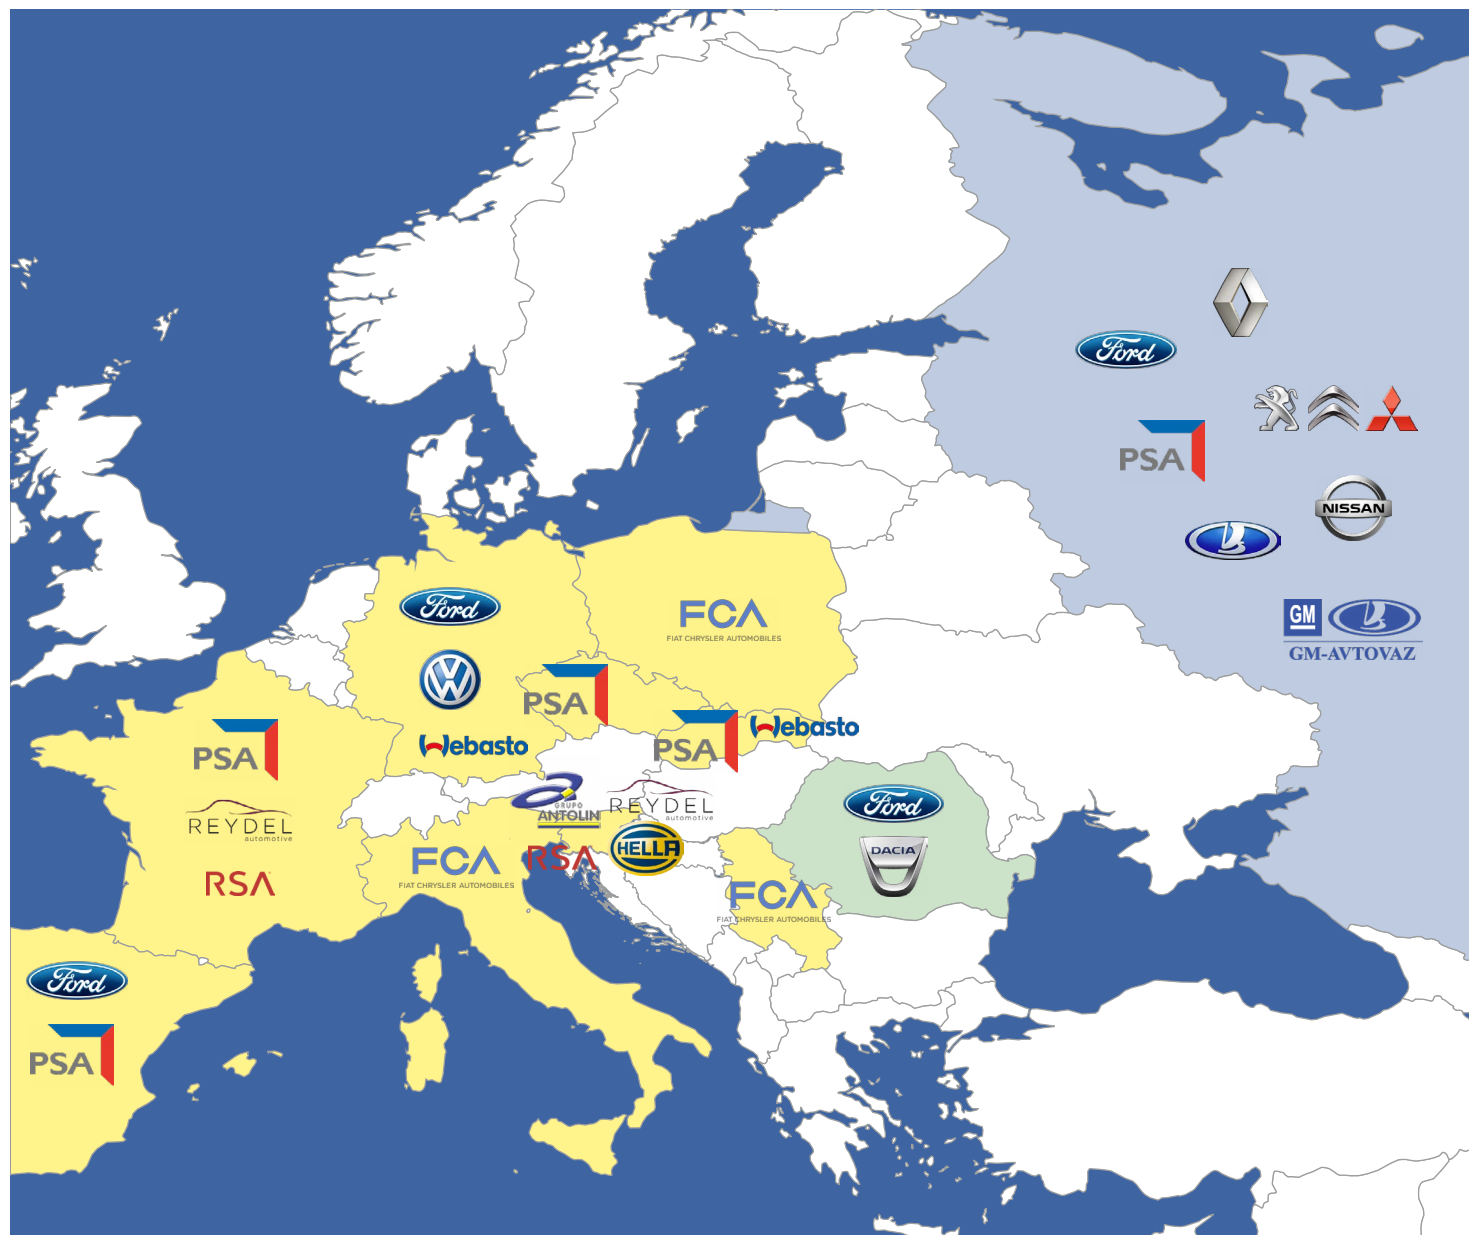 Ford
PSA
NISSAN
GM
GM-AVTOVAZ
Ford
FCA
FIAT CHRYSLER AUTOMOBILES
VW
PSA
PSA
Webasto
Webasto
PSA
REYDEL
automotive
RSA
GRUPO
ANTOLIN
REYDEL
automotive
HELLA
RSA
FCA
FIAT CHRYSLER AUTOMOBILES
Ford
DACIA
FCA
FIAT CHRYSLER AUTOMOBILES
Ford
PSA